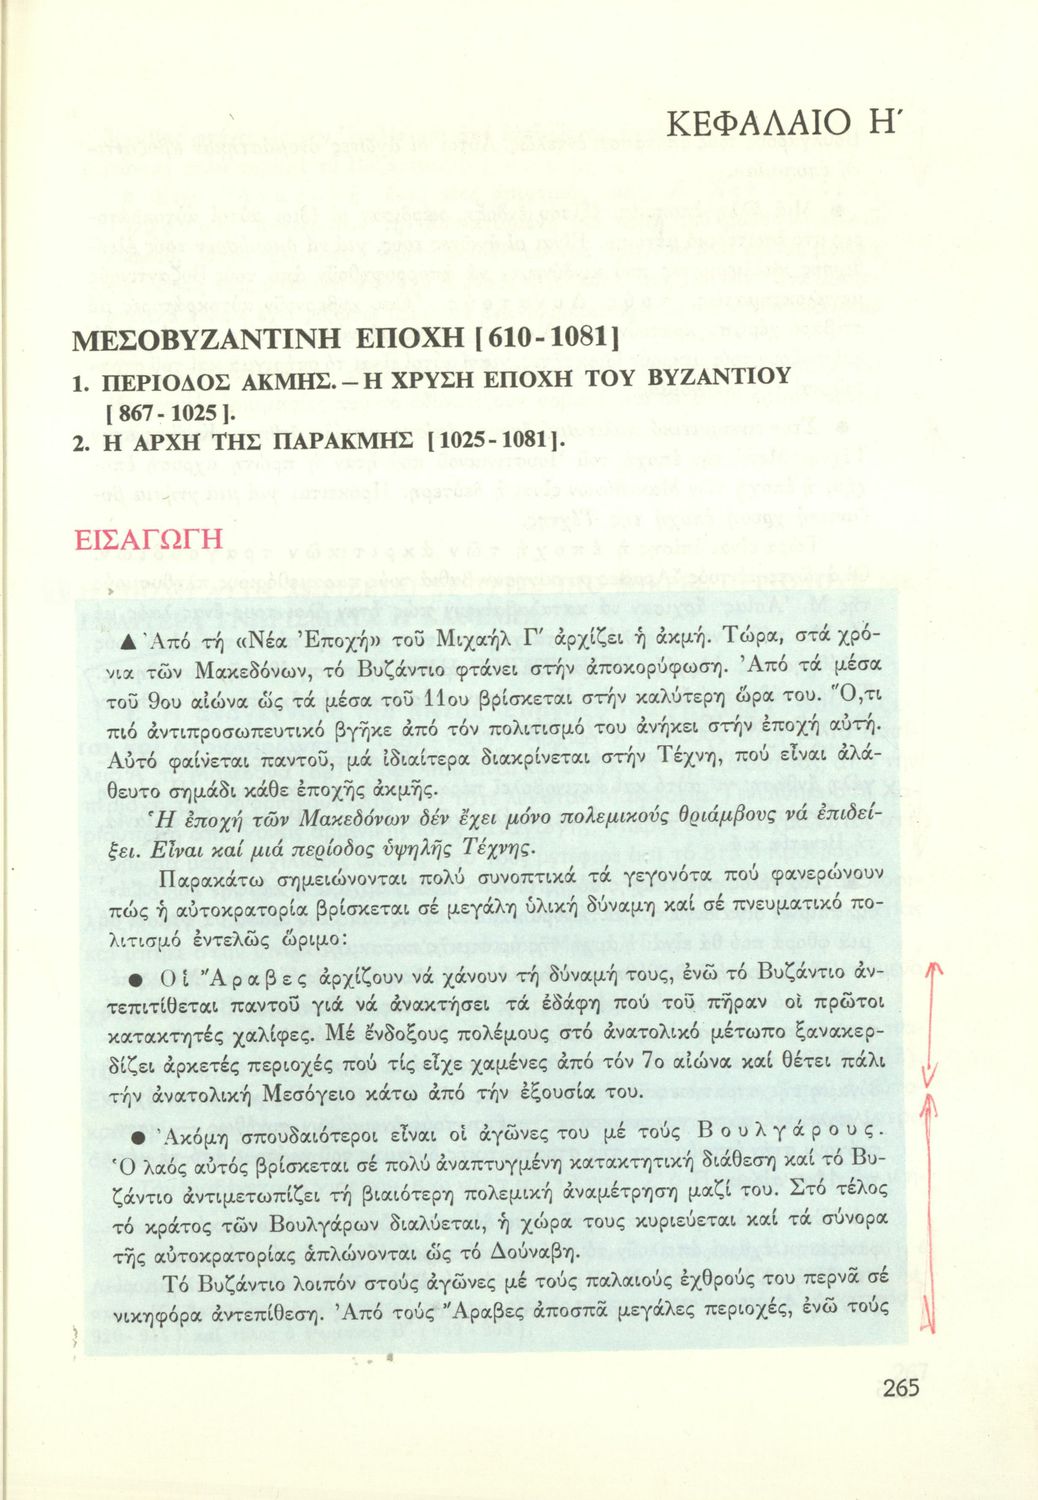 ΚΕΦΑΛΑΙΟ Η΄
ΜΕΣΟΒΥΖΑΝΤΙΝΗ ΕΠΟΧΗ [610-1081]
1. ΠΕΡΙΟΔΟΣ ΑΚΜΗΣ. – Η ΧΡΥΣΗ ΕΠΟΧΗ ΤΟΥ ΒΥΖΑΝΤΙΟΥ
[867-1025].
2. Η ΑΡΧΗ ΤΗΣ ΠΑΡΑΚΜΗΣ [1025-1081].
ΕΙΣΑΓΩΓΗ
▲ Ἀπό τή «Νέα Ἐποχή» τοῦ Μιχαήλ Γ΄ ἀρχίζει ἡ ἀκμή. Τώρα, στά χρό-
νια τῶν Μακεδόνων, τό Βυζάντιο φτάνει στήν ἀποκορύφωση. Ἀπό τά μέσα
τοῦ 9ου αἰώνα ὥς τά μέσα τοῦ 11ου βρίσκεται στήν καλύτερη ὥρα του. Ὅ,τι
πιό ἀντιπροσωπευτικό βγῆκε ἀπό τόν πολιτισμό του ἀνήκει στήν ἐποχή αὐτή.
Αὐτό φαίνεται παντοῦ, μά ἰδιαίτερα διακρίνεται στήν Τέχνη, πού εἶναι ἀλά-
θευτο σημάδι κάθε ἐποχῆς ἀκμῆς.
Ἡ ἐποχή τῶν Μακεδόνων δέν ἔχει μόνο πολεμικούς θριάμβους νά ἐπιδεί-
ξει. Εἶναι καί μιά περίοδος ὑψηλῆς Τέχνης.
Παρακάτω σημειώνονται πολύ συνοπτικά τά γεγονότα πού φανερώνουν
πώς ἡ αὐτοκρατορία βρίσκεται σέ μεγάλη ὑλική δύναμη καί σέ πνευματικό πο-
λιτισμό ἐντελῶς ὥριμο:
● Οἱ Ἄραβες ἀρχίζουν νά χάνουν τή δύναμή τους, ἐνῶ τό Βυζάντιο ἀν-
τεπιτίθεται παντοῦ γιά νά ἀνακτήσει τά ἐδάφη πού τοῦ πῆραν οἱ πρῶτοι
κατακτητές χαλίφες. Μέ ἔνδοξους πολέμους στό ἀνατολικό μέτωπο ξανακερ-
δίζει ἀρκετές περιοχές πού τίς εἶχε χαμένες ἀπό τόν 7ο αἰώνα καί θέτει πάλι
τήν ἀνατολική Μεσόγειο κάτω ἀπό τήν ἐξουσία του.
● Ἀκόμη σπουδαιότεροι εἶναι οἱ ἀγῶνες του μέ τούς Βουλγάρους.
Ὁ λαός αὐτός βρίσκεται σέ πολύ ἀναπτυγμένη κατακτητική διάθεση καί τό Βυ-
ζάντιο ἀντιμετωπίζει τή βιαιότερη πολεμική ἀναμέτρηση μαζί του. Στό τέλος
τό κράτος τῶν Βουλγάρων διαλύεται, ἡ χώρα τους κυριεύεται καί τά σύνορα
τῆς αὐτοκρατορίας ἁπλώνονται ὥς τό Δούναβη.
Τό Βυζάντιο λοιπόν στούς ἀγῶνες μέ τούς παλαιούς ἐχθρούς του περνᾶ σέ
νικηφόρα ἀντεπίθεση. Ἀπό τούς Ἄραβες ἀποσπᾶ μεγάλες περιοχές, ἐνῶ τούς
265